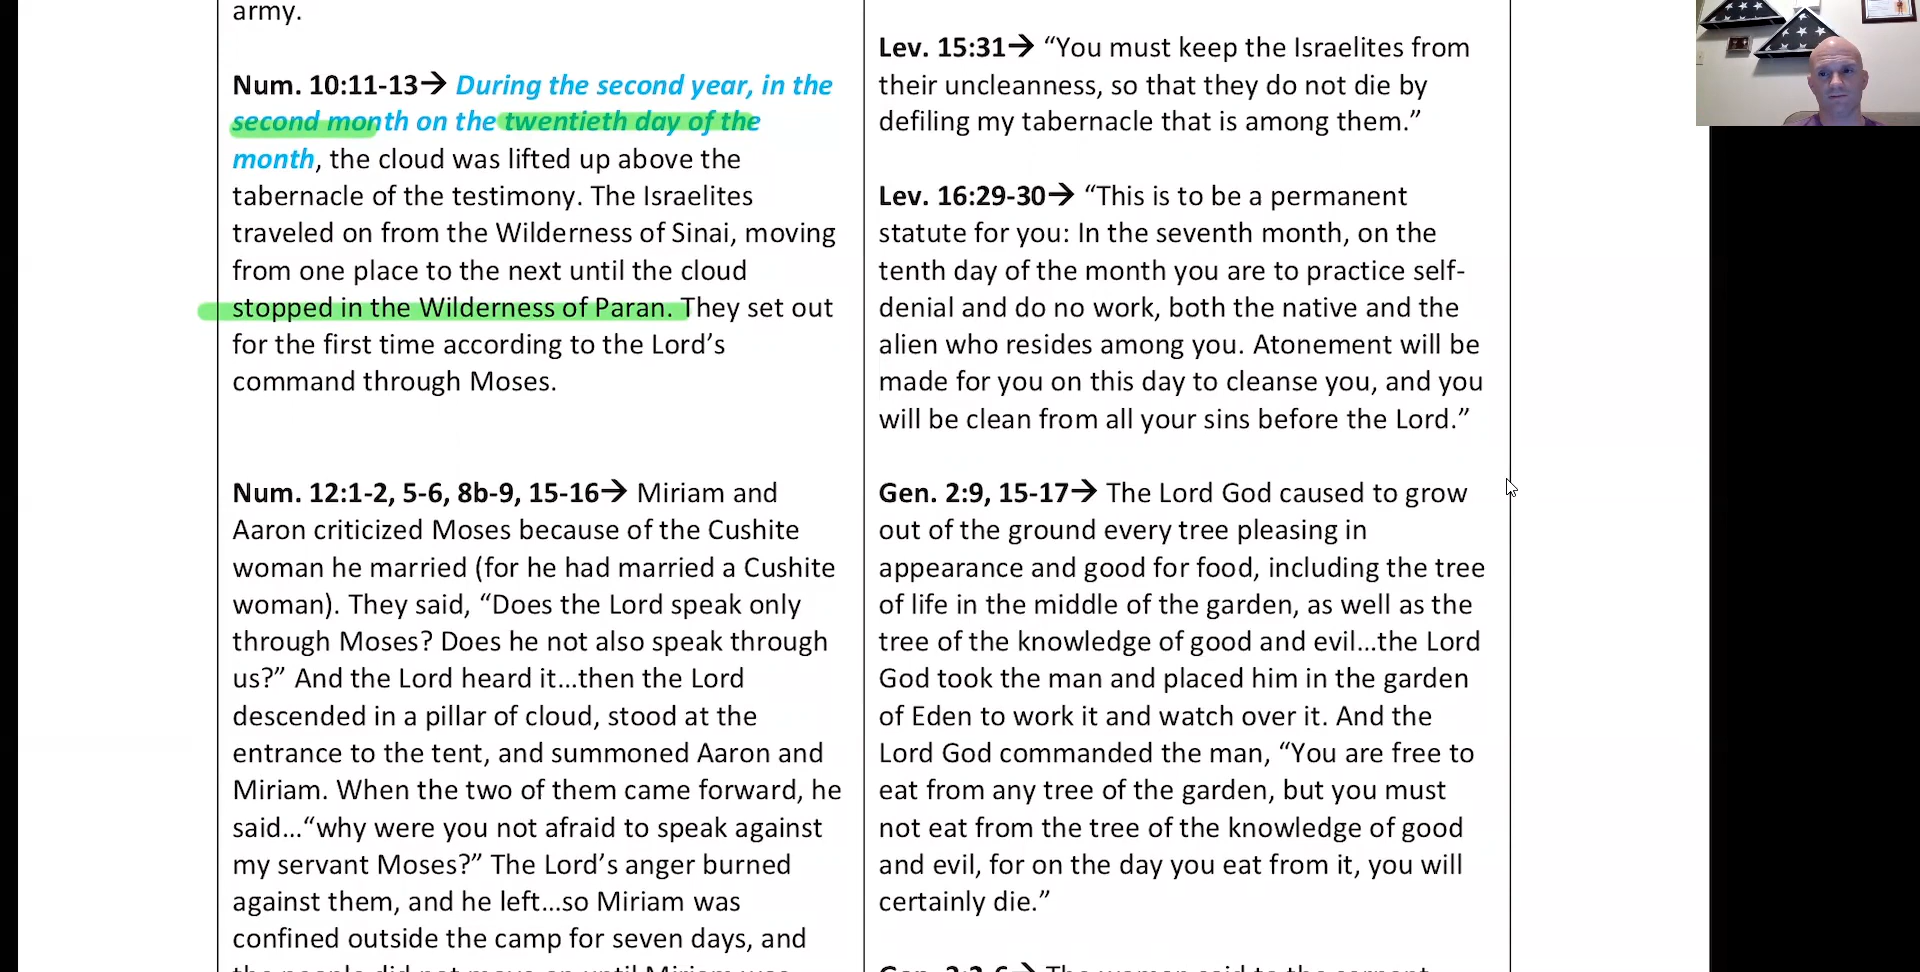 army.
Num. 10:11-13→ During the second year, in the
second month on the twentieth day of the
month, the cloud was lifted up above the
tabernacle of the testimony. The Israelites
traveled on from the Wilderness of Sinai, moving
from one place to the next until the cloud
stopped in the Wilderness of Paran. They set out
for the first time according to the Lord’s
command through Moses.
Num. 12:1-2, 5-6, 8b-9, 15-16→ Miriam and
Aaron criticized Moses because of the Cushite
woman he married (for he had married a Cushite
woman). They said, “Does the Lord speak only
through Moses? Does he not also speak through
us?” And the Lord heard it…then the Lord
descended in a pillar of cloud, stood at the
entrance to the tent, and summoned Aaron and
Miriam. When the two of them came forward, he
said…“why were you not afraid to speak against
my servant Moses?” The Lord’s anger burned
against them, and he left…so Miriam was
confined outside the camp for seven days, and
the people did not move on until Miriam was
Lev. 15:31→ “You must keep the Israelites from
their uncleanness, so that they do not die by
defiling my tabernacle that is among them.”
Lev. 16:29-30→ “This is to be a permanent
statute for you: In the seventh month, on the
tenth day of the month you are to practice self-
denial and do no work, both the native and the
alien who resides among you. Atonement will be
made for you on this day to cleanse you, and you
will be clean from all your sins before the Lord.”
Gen. 2:9, 15-17→ The Lord God caused to grow
out of the ground every tree pleasing in
appearance and good for food, including the tree
of life in the middle of the garden, as well as the
tree of the knowledge of good and evil…the Lord
God took the man and placed him in the garden
of Eden to work it and watch over it. And the
Lord God commanded the man, “You are free to
eat from any tree of the garden, but you must
not eat from the tree of the knowledge of good
and evil, for on the day you eat from it, you will
certainly die.”
Gen. 3:2-6→ The woman said to the serpent